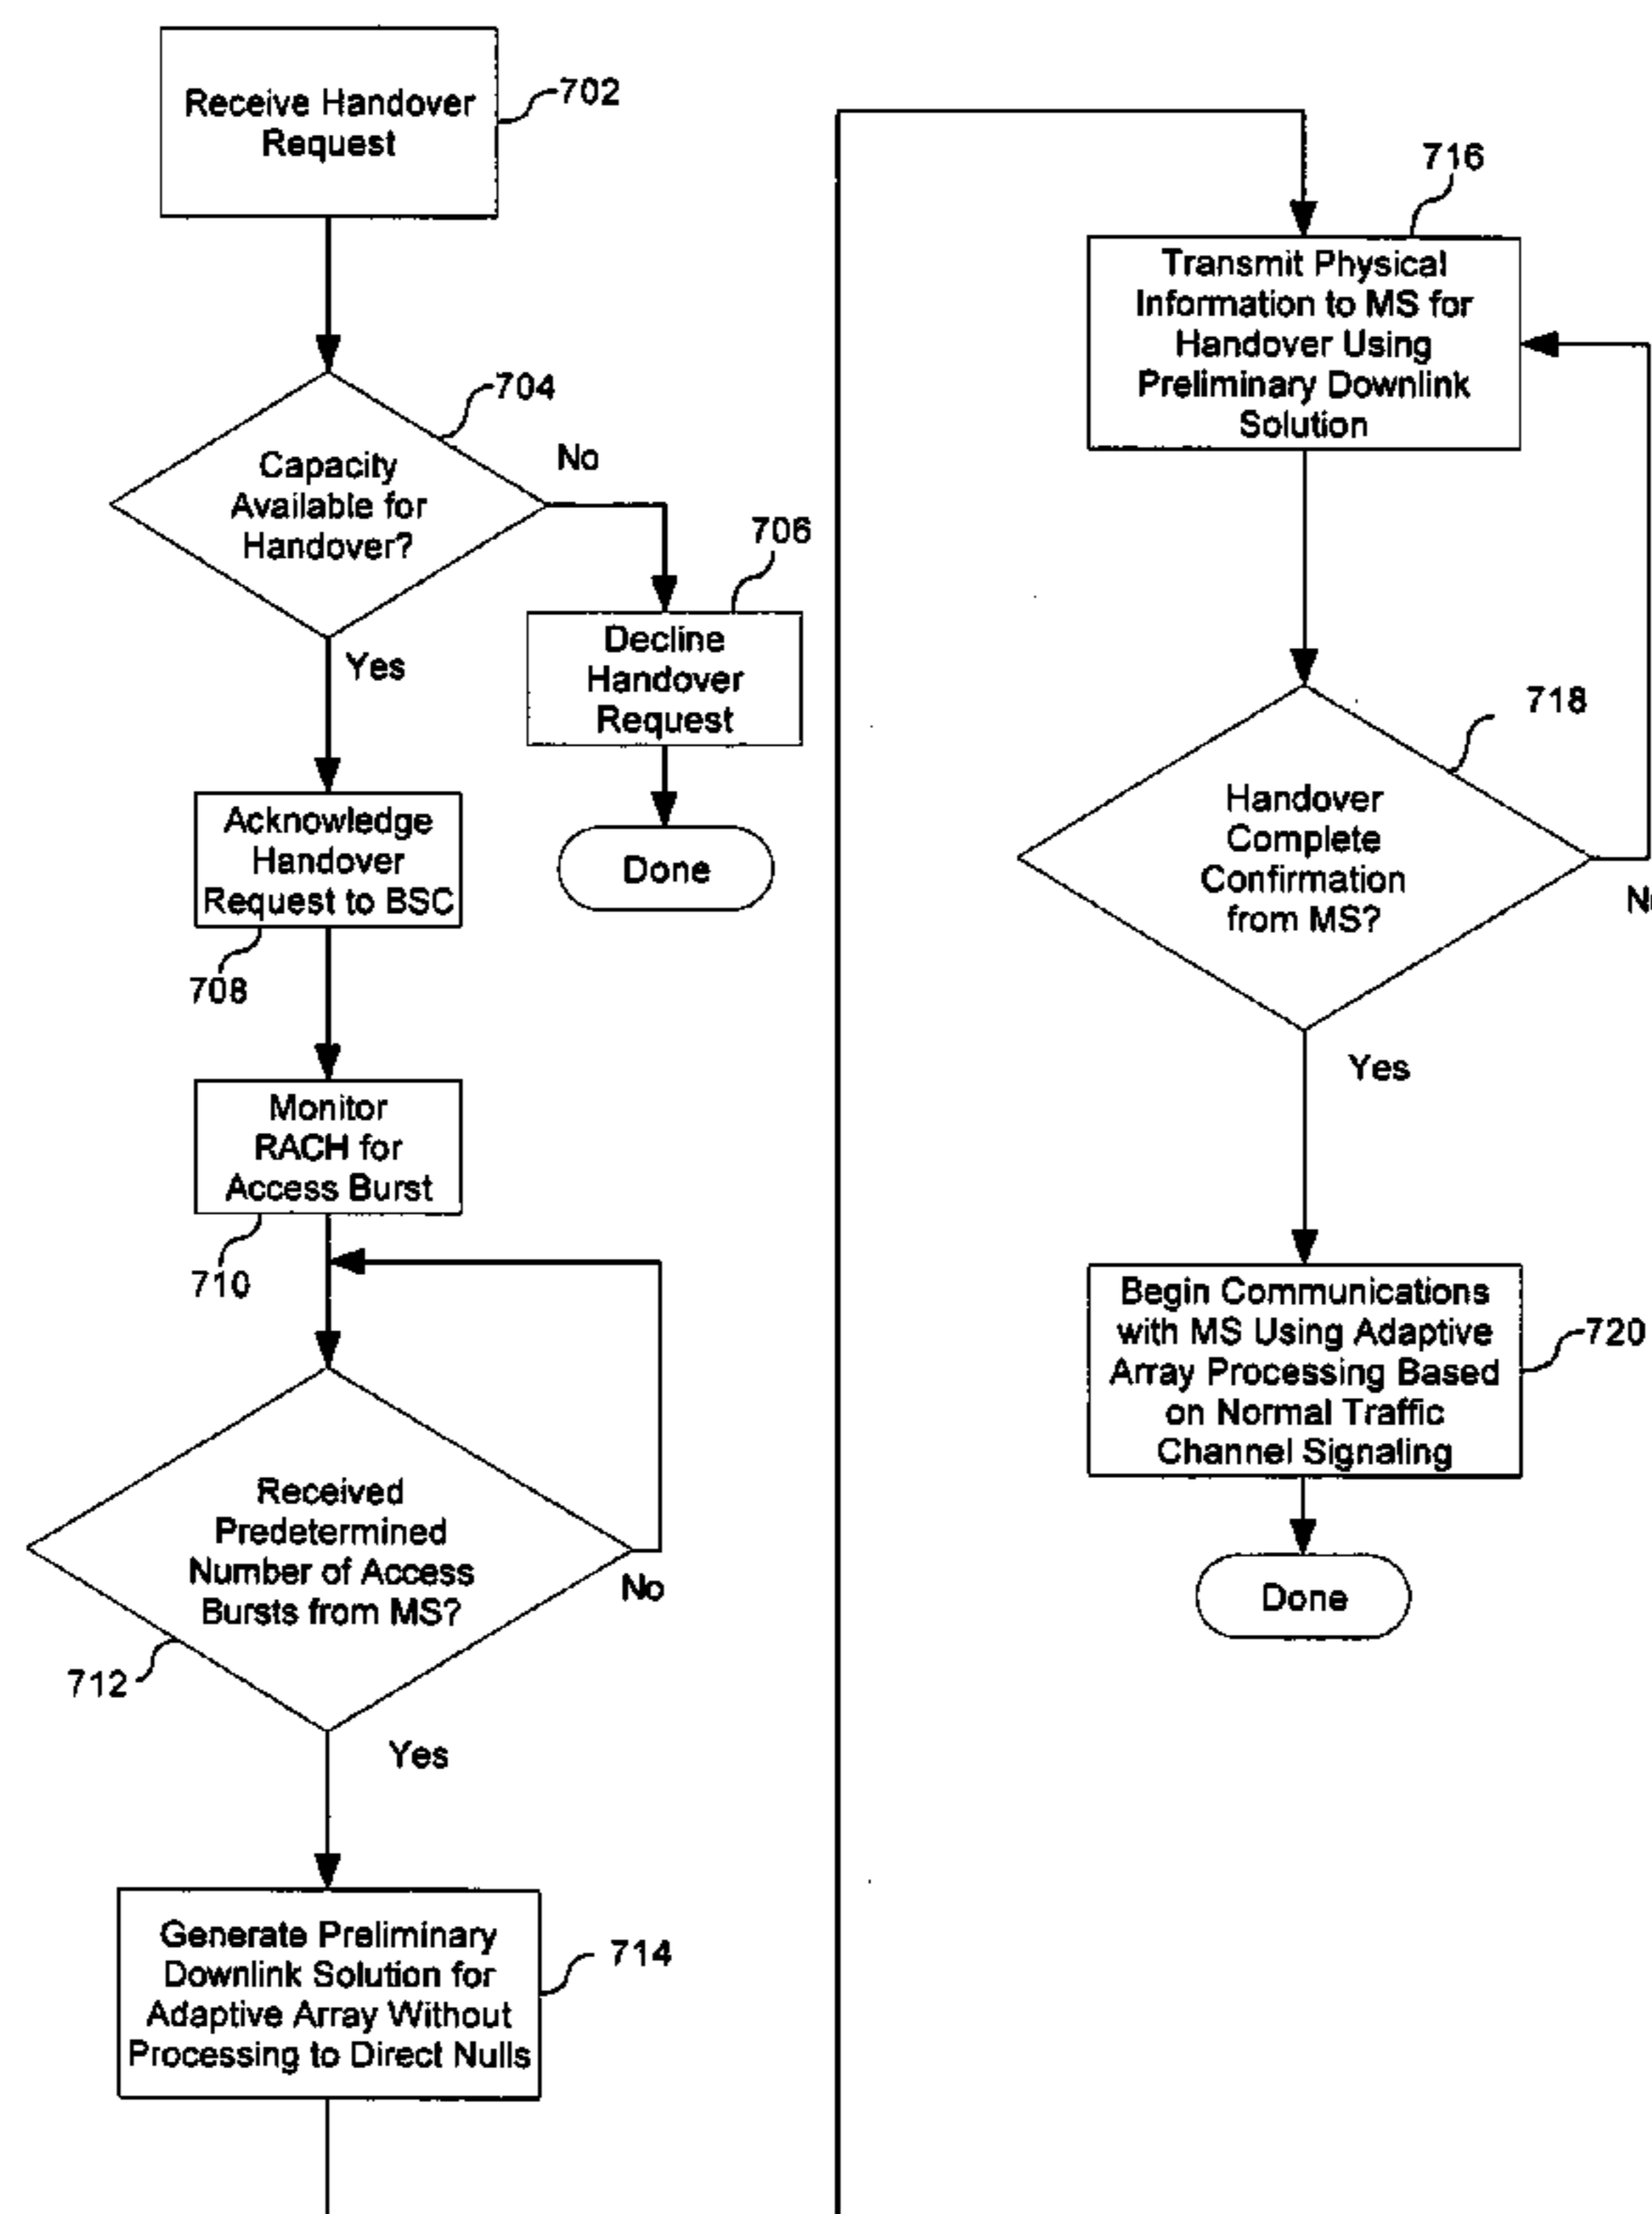 Receive Handover
Request
702
Capacity
Available for
Handover?
704
No
Yes
706
Decline
Handover
Request
Done
Acknowledge
Handover
Request to BSC
708
Monitor
RACH for
Access Burst
710
Received
Predetermined
Number of Access
Bursts from MS?
No
712
Yes
Generate Preliminary
Downlink Solution for
Adaptive Array Without
Processing to Direct Nulls
714
716
Transmit Physical
Information to MS for
Handover Using
Preliminary Downlink
Solution
718
Handover
Complete
Confirmation
from MS?
Yes
Begin Communications
with MS Using Adaptive
Array Processing Based
on Normal Traffic
Channel Signaling
720
Done